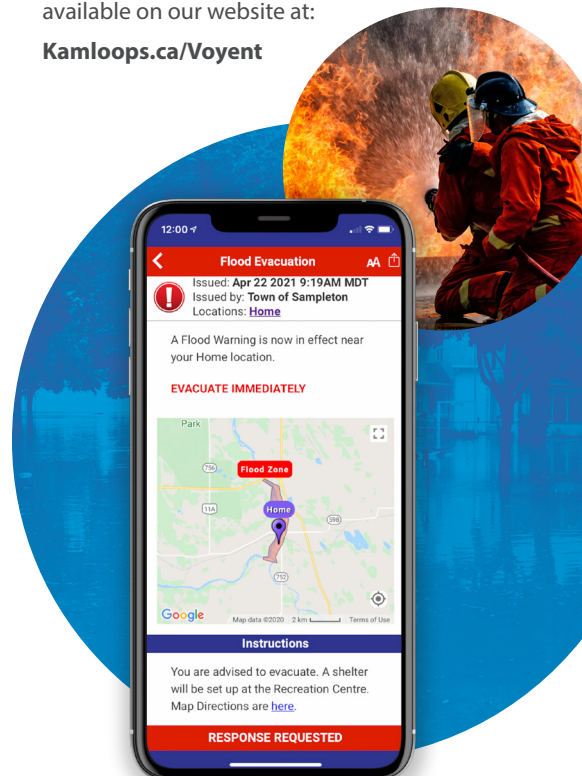 available on our website at:
Kamloops.ca/Voyent
12:00
Flood Evacuation
AA
Issued: Apr 22 2021 9:19AM MDT
Issued by: Town of Sampleton
Locations: Home
A Flood Warning is now in effect near
your Home location.
EVACUATE IMMEDIATELY
Park
756
Flood Zone
11A
Home
598
752
Google
Map data ©2020
2 km
Terms of Use
Instructions
You are advised to evacuate. A shelter
will be set up at the Recreation Centre.
Map Directions are here.
RESPONSE REQUESTED